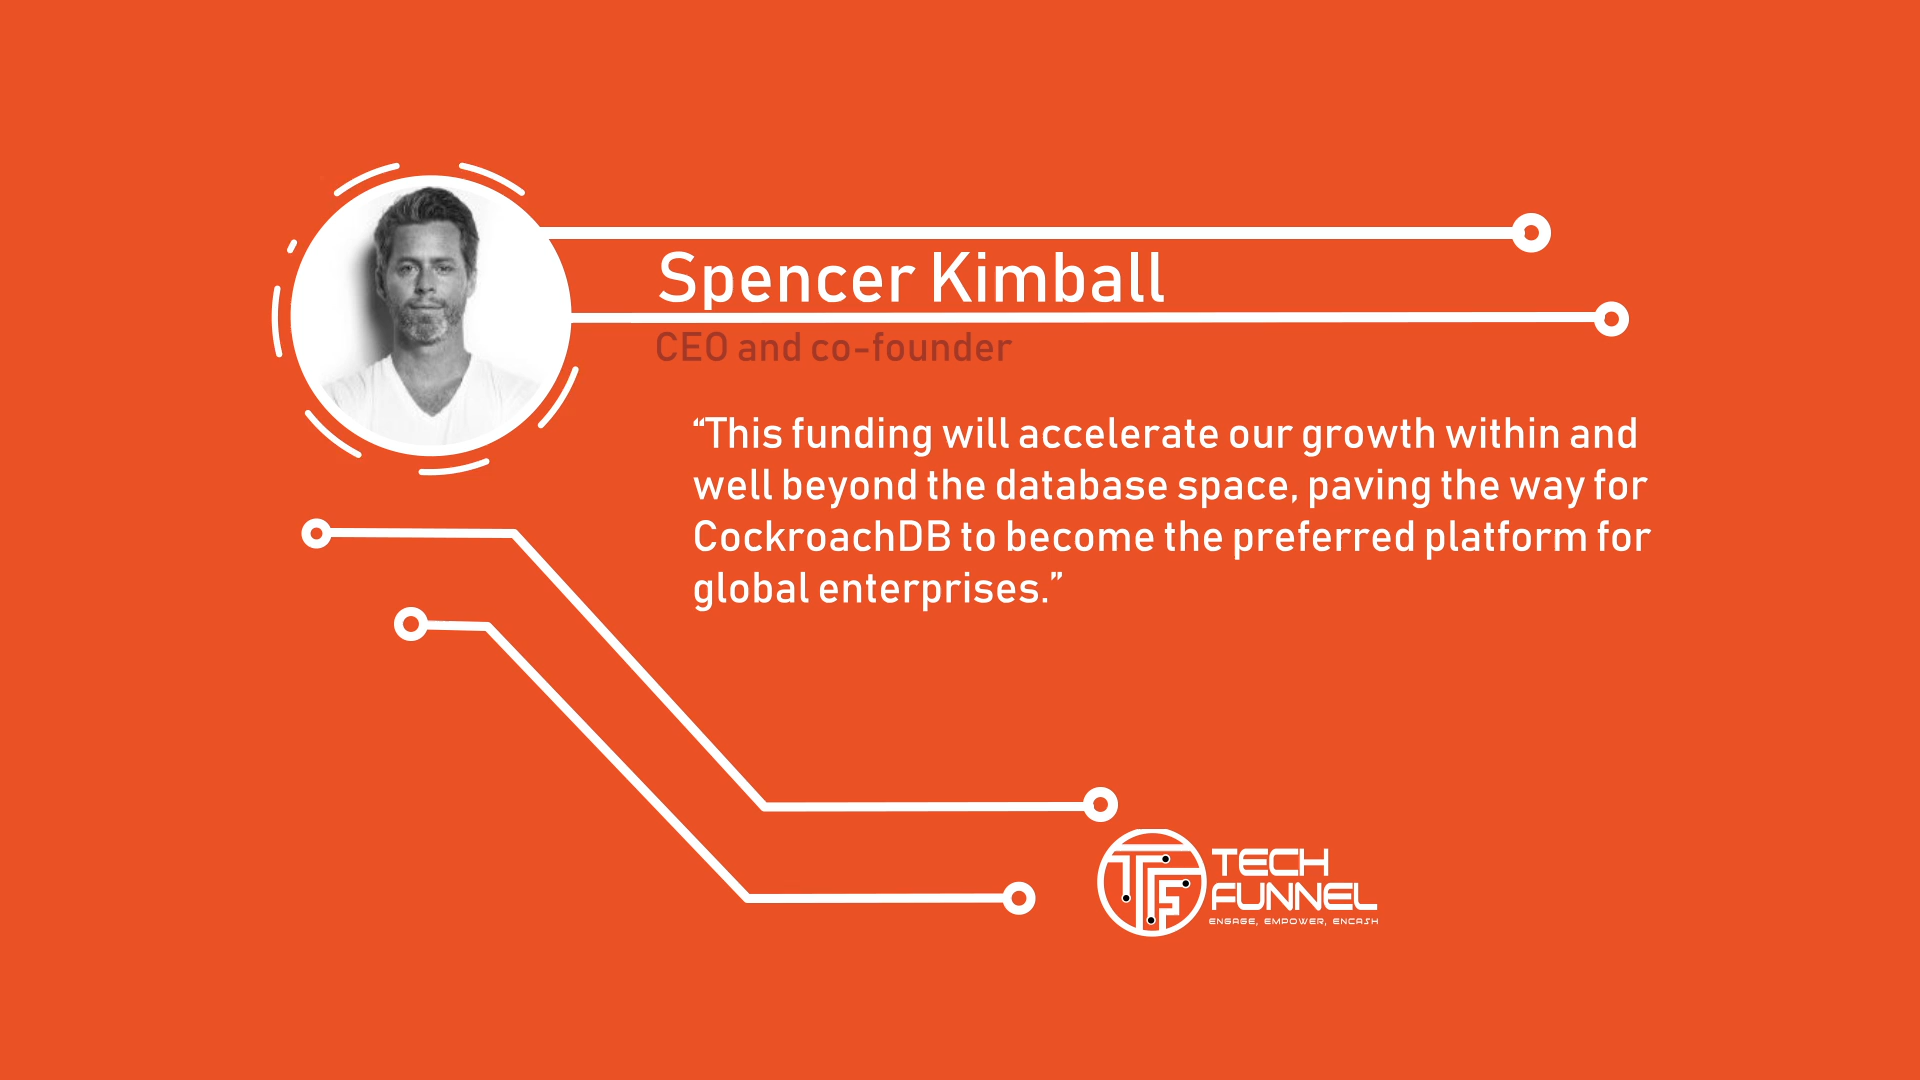 Spencer Kimball
CEO and co-founder
“This funding will accelerate our growth within and
well beyond the database space, paving the way for
CockroachDB to become the preferred platform for
global enterprises.”
TECH
FUNNEL
ENGAGE, EMPOWER, ENCASH